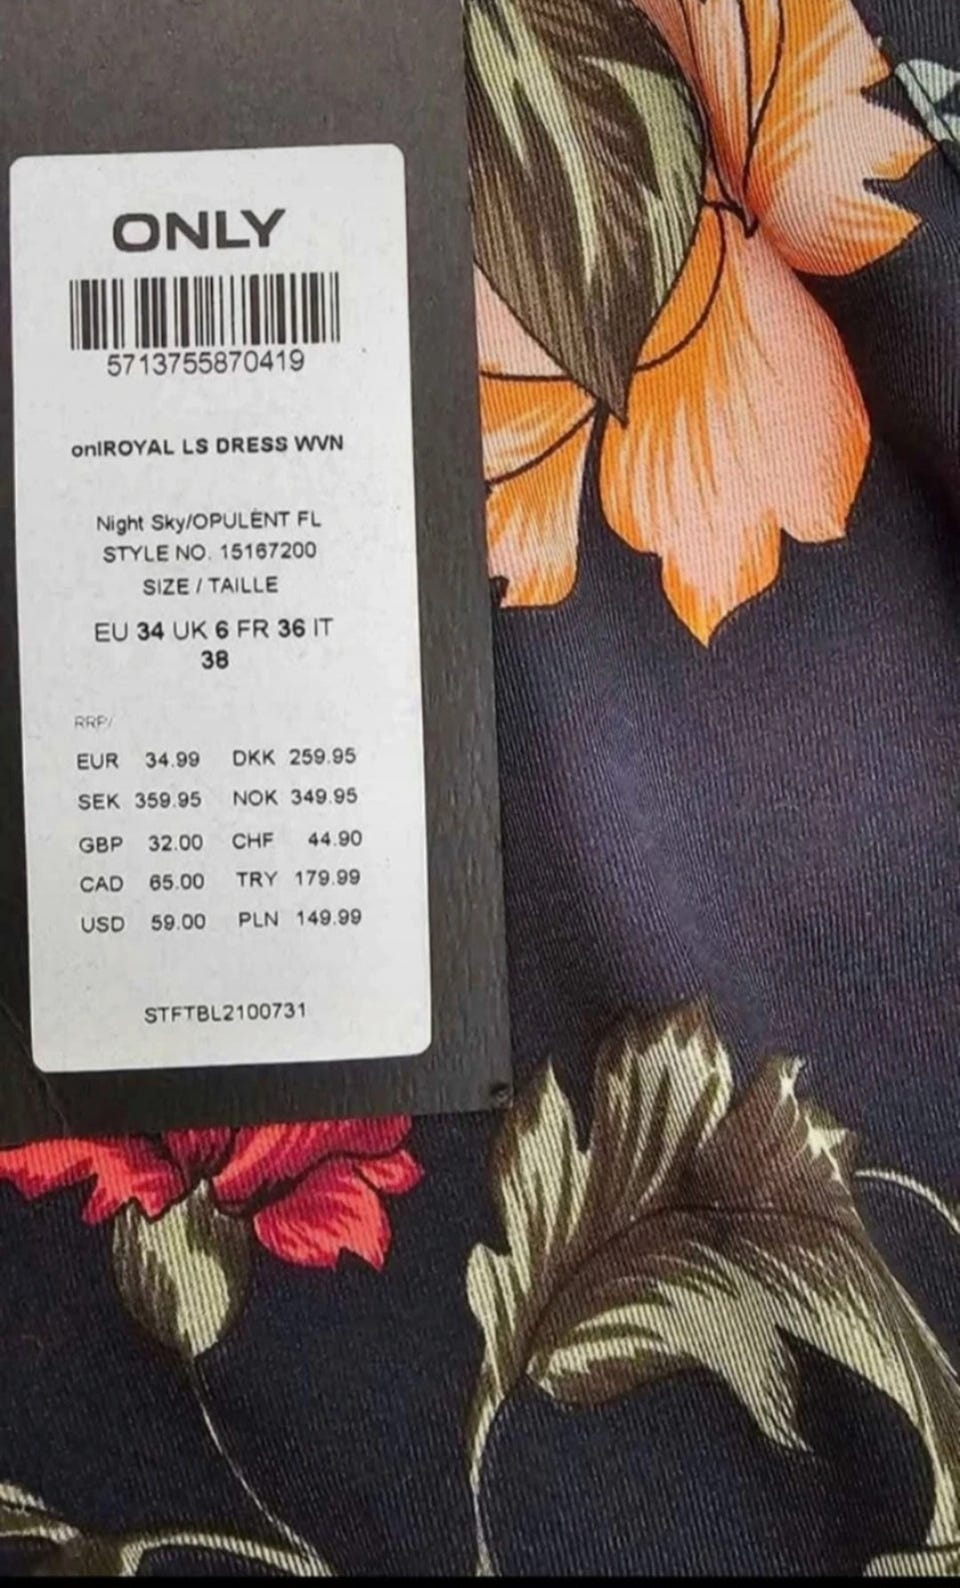 ONLY
5713755870419
onlROYAL LS DRESS WVN
Night Sky/OPULENT FL
STYLE NO. 15167200
SIZE / TAILLE
EU 34 UK 6 FR 36 IT
38
RRP/
EUR 34.99 DKK 259.95
SEK 359.95 NOK 349.95
GBP 32.00 CHF 44.90
CAD 65.00 TRY 179.99
USD 59.00 PLN 149.99
STFTBL2100731